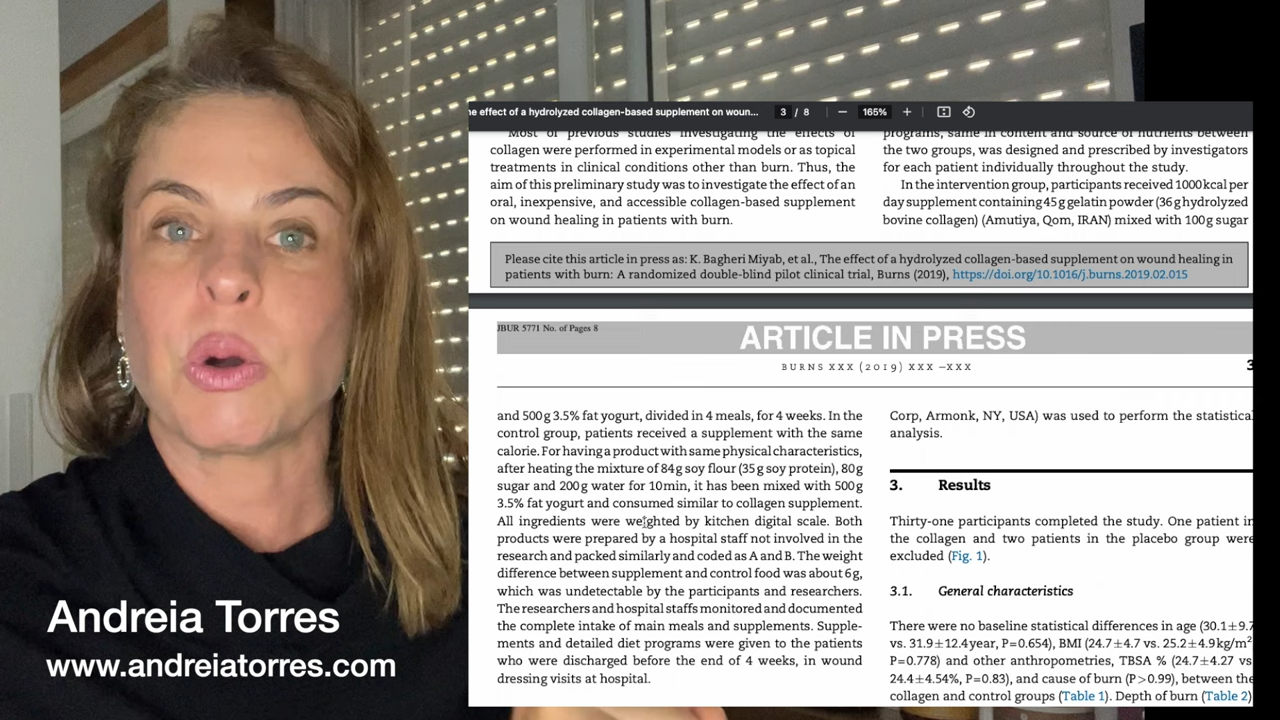 he effect of a hydrolyzed collagen-based supplement on woun...
3 / 8
165%
Most of previous studies investigating the effects of
collagen were performed in experimental models or as topical
treatments in clinical conditions other than burn. Thus, the
aim of this preliminary study was to investigate the effect of an
oral, inexpensive, and accessible collagen-based supplement
on wound healing in patients with burn.
programs, same in content and source of nutrients between
the two groups, was designed and prescribed by investigators
for each patient individually throughout the study.
In the intervention group, participants received 1000 kcal per
day supplement containing 45 g gelatin powder (36 g hydrolyzed
bovine collagen) (Amutiya, Qom, IRAN) mixed with 100 g sugar
Please cite this article in press as: K. Bagheri Miyab, et al., The effect of a hydrolyzed collagen-based supplement on wound healing in
patients with burn: A randomized double-blind pilot clinical trial, Burns (2019), https://doi.org/10.1016/j.burns.2019.02.015
JBUR 5771 No. of Pages 8
ARTICLE IN PRESS
BURNS XXX (2019) XXX –XXX
3
and 500 g 3.5% fat yogurt, divided in 4 meals, for 4 weeks. In the
control group, patients received a supplement with the same
calorie. For having a product with same physical characteristics,
after heating the mixture of 84 g soy flour (35 g soy protein), 80 g
sugar and 200 g water for 10 min, it has been mixed with 500 g
3.5% fat yogurt and consumed similar to collagen supplement.
All ingredients were weighted by kitchen digital scale. Both
products were prepared by a hospital staff not involved in the
research and packed similarly and coded as A and B. The weight
difference between supplement and control food was about 6 g,
which was undetectable by the participants and researchers.
The researchers and hospital staffs monitored and documented
the complete intake of main meals and supplements. Supple-
ments and detailed diet programs were given to the patients
who were discharged before the end of 4 weeks, in wound
dressing visits at hospital.
Corp, Armonk, NY, USA) was used to perform the statistical
analysis.
3. Results
Thirty-one participants completed the study. One patient in
the collagen and two patients in the placebo group were
excluded (Fig. 1).
3.1. General characteristics
There were no baseline statistical differences in age (30.1±9.7
vs. 31.9±12.4year, P=0.654), BMI (24.7±4.7 vs. 25.2±4.9kg/m²
P=0.778) and other anthropometries, TBSA % (24.7±4.27 vs
24.4±4.54%, P=0.83), and cause of burn (P>0.99), between the
collagen and control groups (Table 1). Depth of burn (Table 2)
Andreia Torres
www.andreiatorres.com